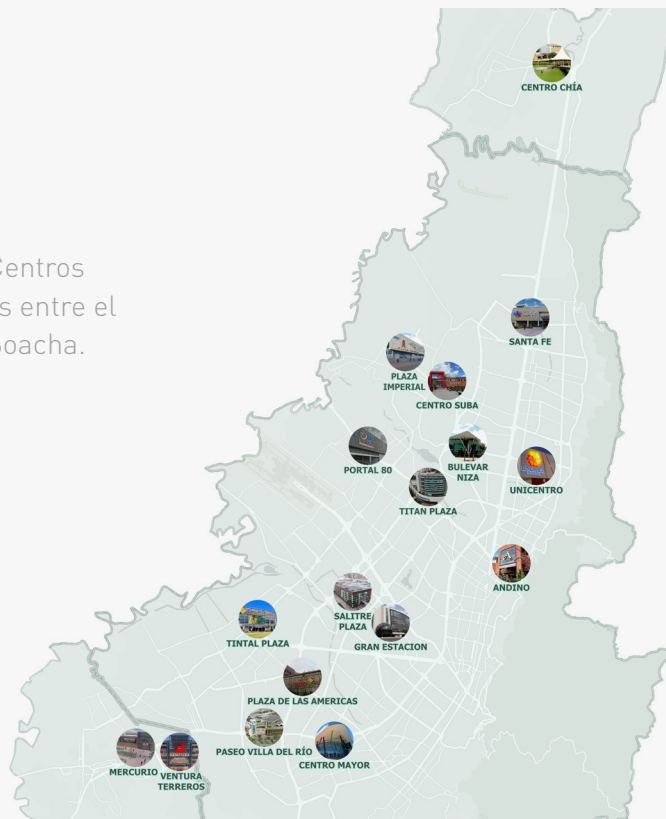 CENTRO CHÍA
Centros
s entre el
Soacha.
SANTA FE
PLAZA
IMPERIAL
CENTRO SUBA
PORTAL 80
BULEVAR
NIZA
UNICENTRO
TITAN PLAZA
ANDINO
SALITRE
PLAZA
TINTAL PLAZA
GRAN ESTACION
PLAZA DE LAS AMERICAS
PASEO VILLA DEL RÍO
CENTRO MAYOR
MERCURIO
VENTURA
TERREROS